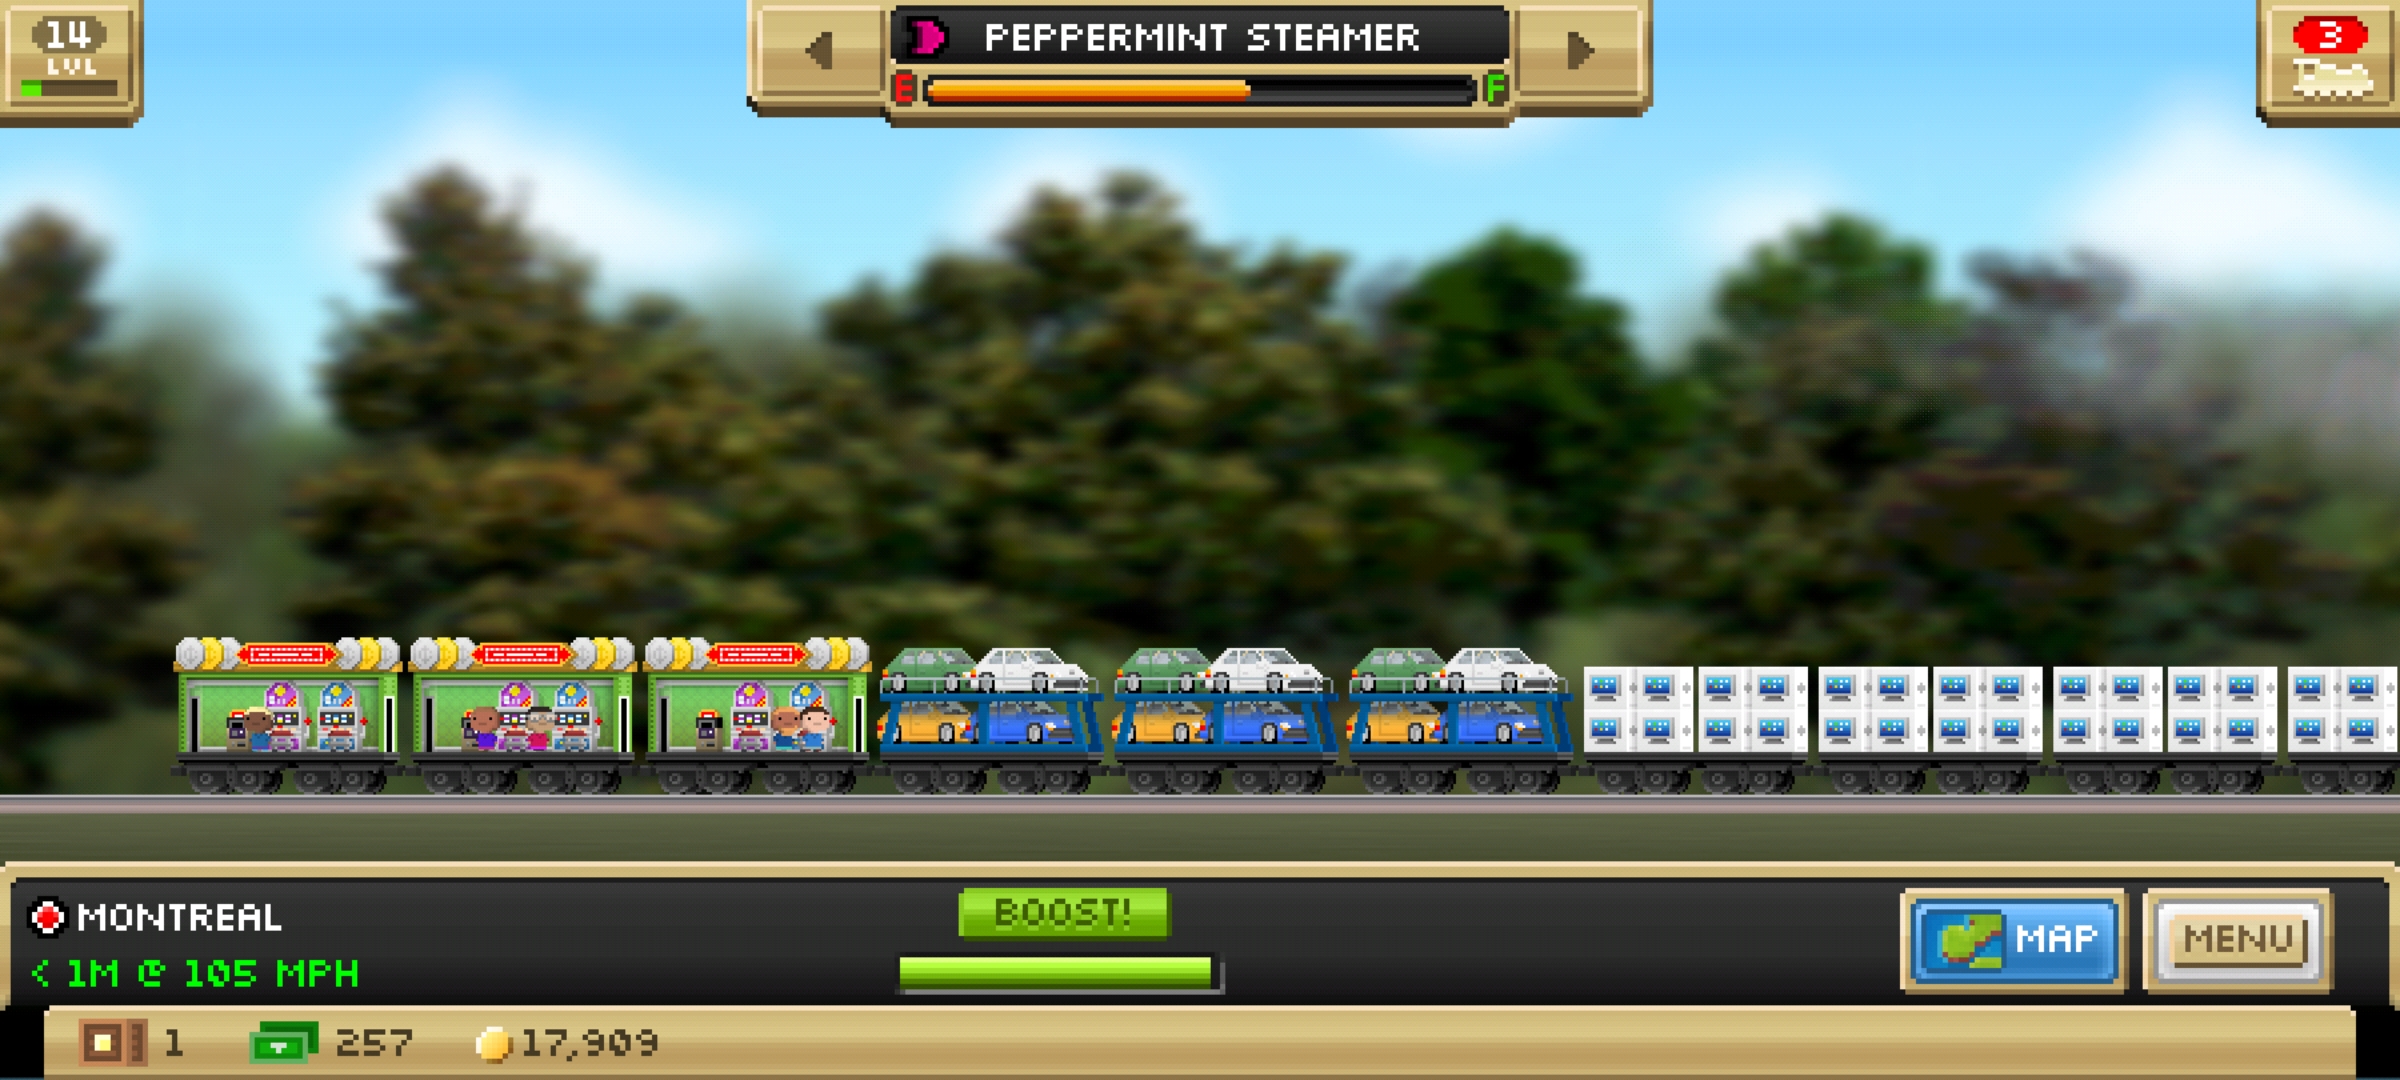 14
LVL
PEPPERMINT STEAMER
E F
3
MONTREAL
< 1M @ 105 MPH
BOOST!
MAP
MENU
1 257 17,909